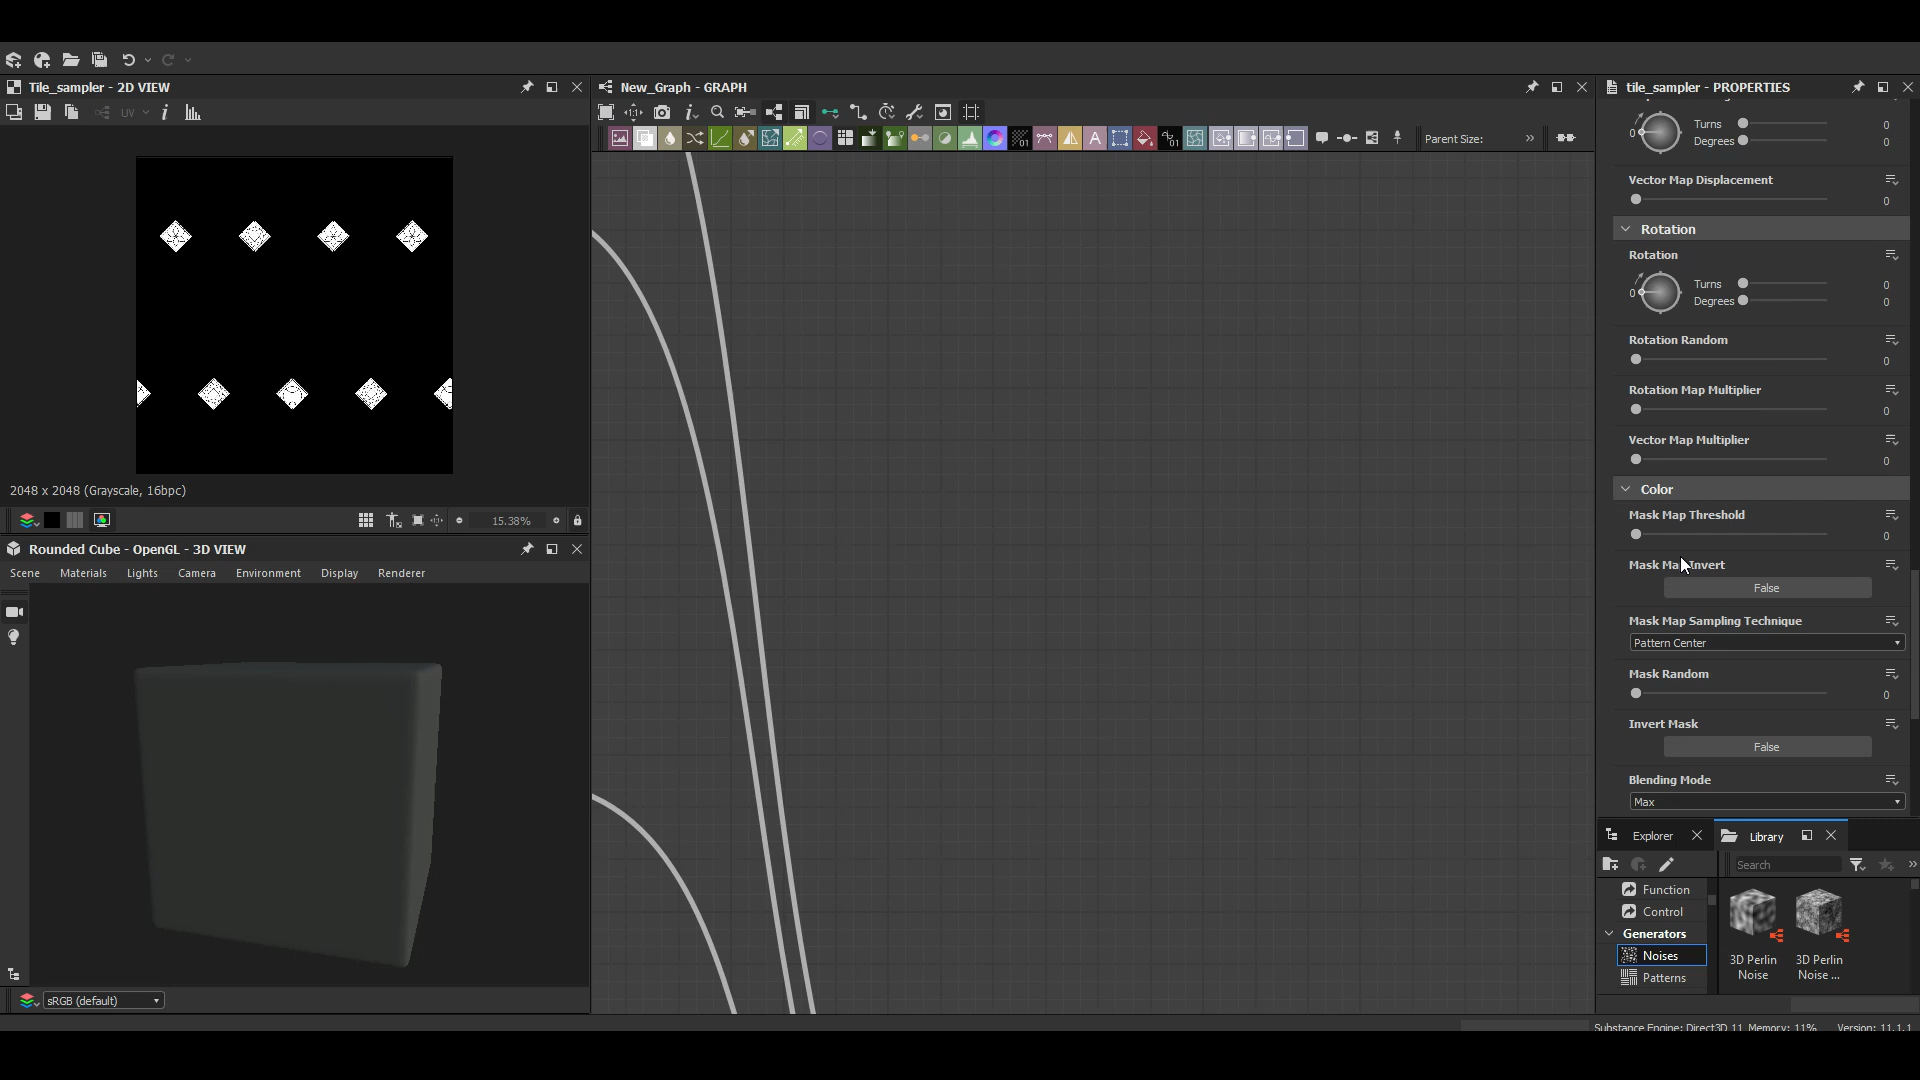 Tile_sampler - 2D VIEW
UV
2048 x 2048 (Grayscale, 16bpc)
15.38%
Rounded Cube - OpenGL - 3D VIEW
Scene Materials Lights Camera Environment Display Renderer
sRGB (default)
New_Graph - GRAPH
Parent Size:
tile_sampler - PROPERTIES
0
Turns 0
Degrees 0
Vector Map Displacement
0
Rotation
Rotation
0
Turns 0
Degrees 0
Rotation Random
0
Rotation Map Multiplier
0
Vector Map Multiplier
0
Color
Mask Map Threshold
0
Mask Map Invert
False
Mask Map Sampling Technique
Pattern Center
Mask Random
0
Invert Mask
False
Blending Mode
Max
Explorer Library
Search
Function
Control
Generators
Noises
Patterns
3D Perlin
Noise
3D Perlin
Noise ...
Substance Engine: Direct3D 11 Memory: 11% Version: 11.1.1